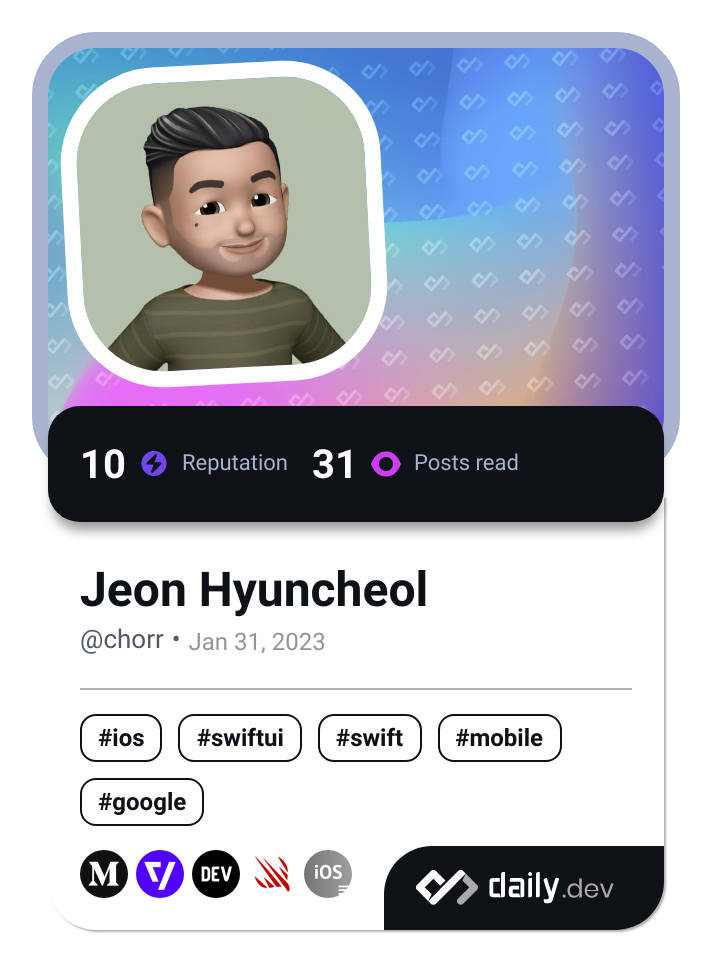 10 Reputation 31 Posts read
Jeon Hyuncheol
@chorr • Jan 31, 2023
#ios #swiftui #swift #mobile
#google
M DEV iOS daily.dev